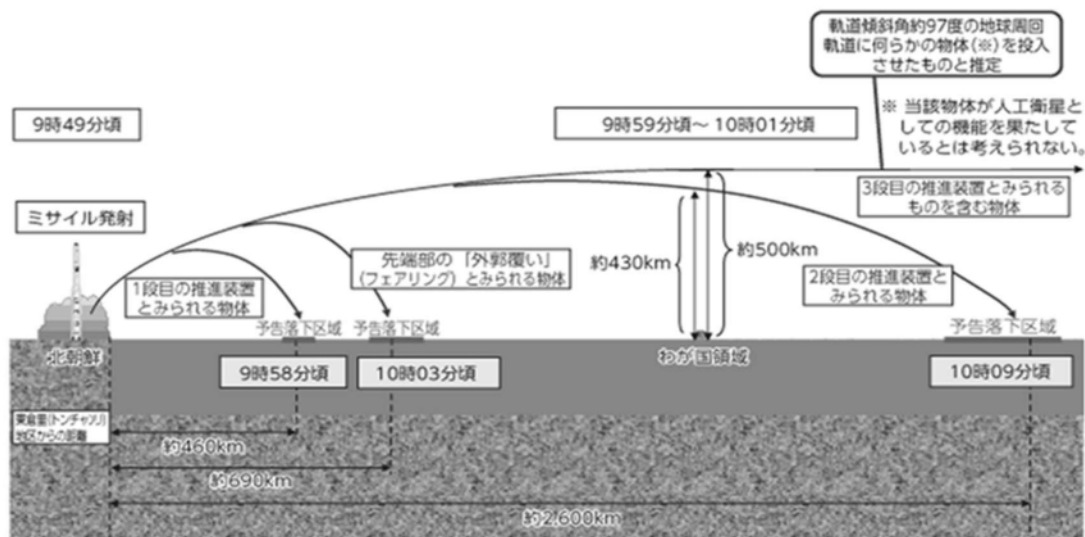 軌道傾斜角約97度の地球周回
軌道に何らかの物体(※)を投入
させたものと推定
9時49分頃
9時59分頃〜10時01分頃
※ 当該物体が人工衛星と
しての機能を果たして
いるとは考えられない。
ミサイル発射
3段目の推進装置とみられる
ものを含む物体
先端部の「外郭覆い」
(フェアリング)とみられる物体
約430km
約500km
1段目の推進装置
とみられる物体
2段目の推進装置と
みられる物体
予告落下区域
予告落下区域
予告落下区域
北朝鮮
わが国領域
9時58分頃
10時03分頃
10時09分頃
東倉里(トンチャンリ)
地区からの距離
約460km
約690km
約2,600km